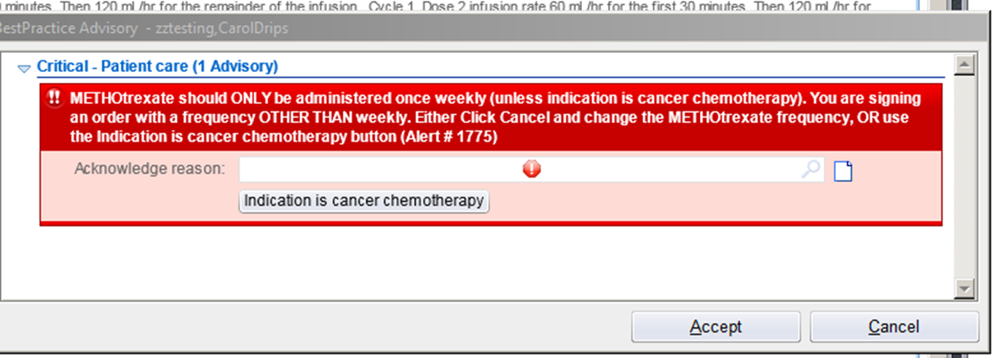 minutes. Then 120 mL/hr for the remainder of the infusion. Cycle 1, Dose 2 infusion rate 60 mL/hr for the first 30 minutes. Then 120 mL/hr for
BestPractice Advisory - zztesting,CarolDrips
Critical - Patient care (1 Advisory)
METHOtrexate should ONLY be administered once weekly (unless indication is cancer chemotherapy). You are signing
an order with a frequency OTHER THAN weekly. Either Click Cancel and change the METHOtrexate frequency, OR use
the Indication is cancer chemotherapy button (Alert # 1775)
Acknowledge reason:
Indication is cancer chemotherapy
Accept
Cancel